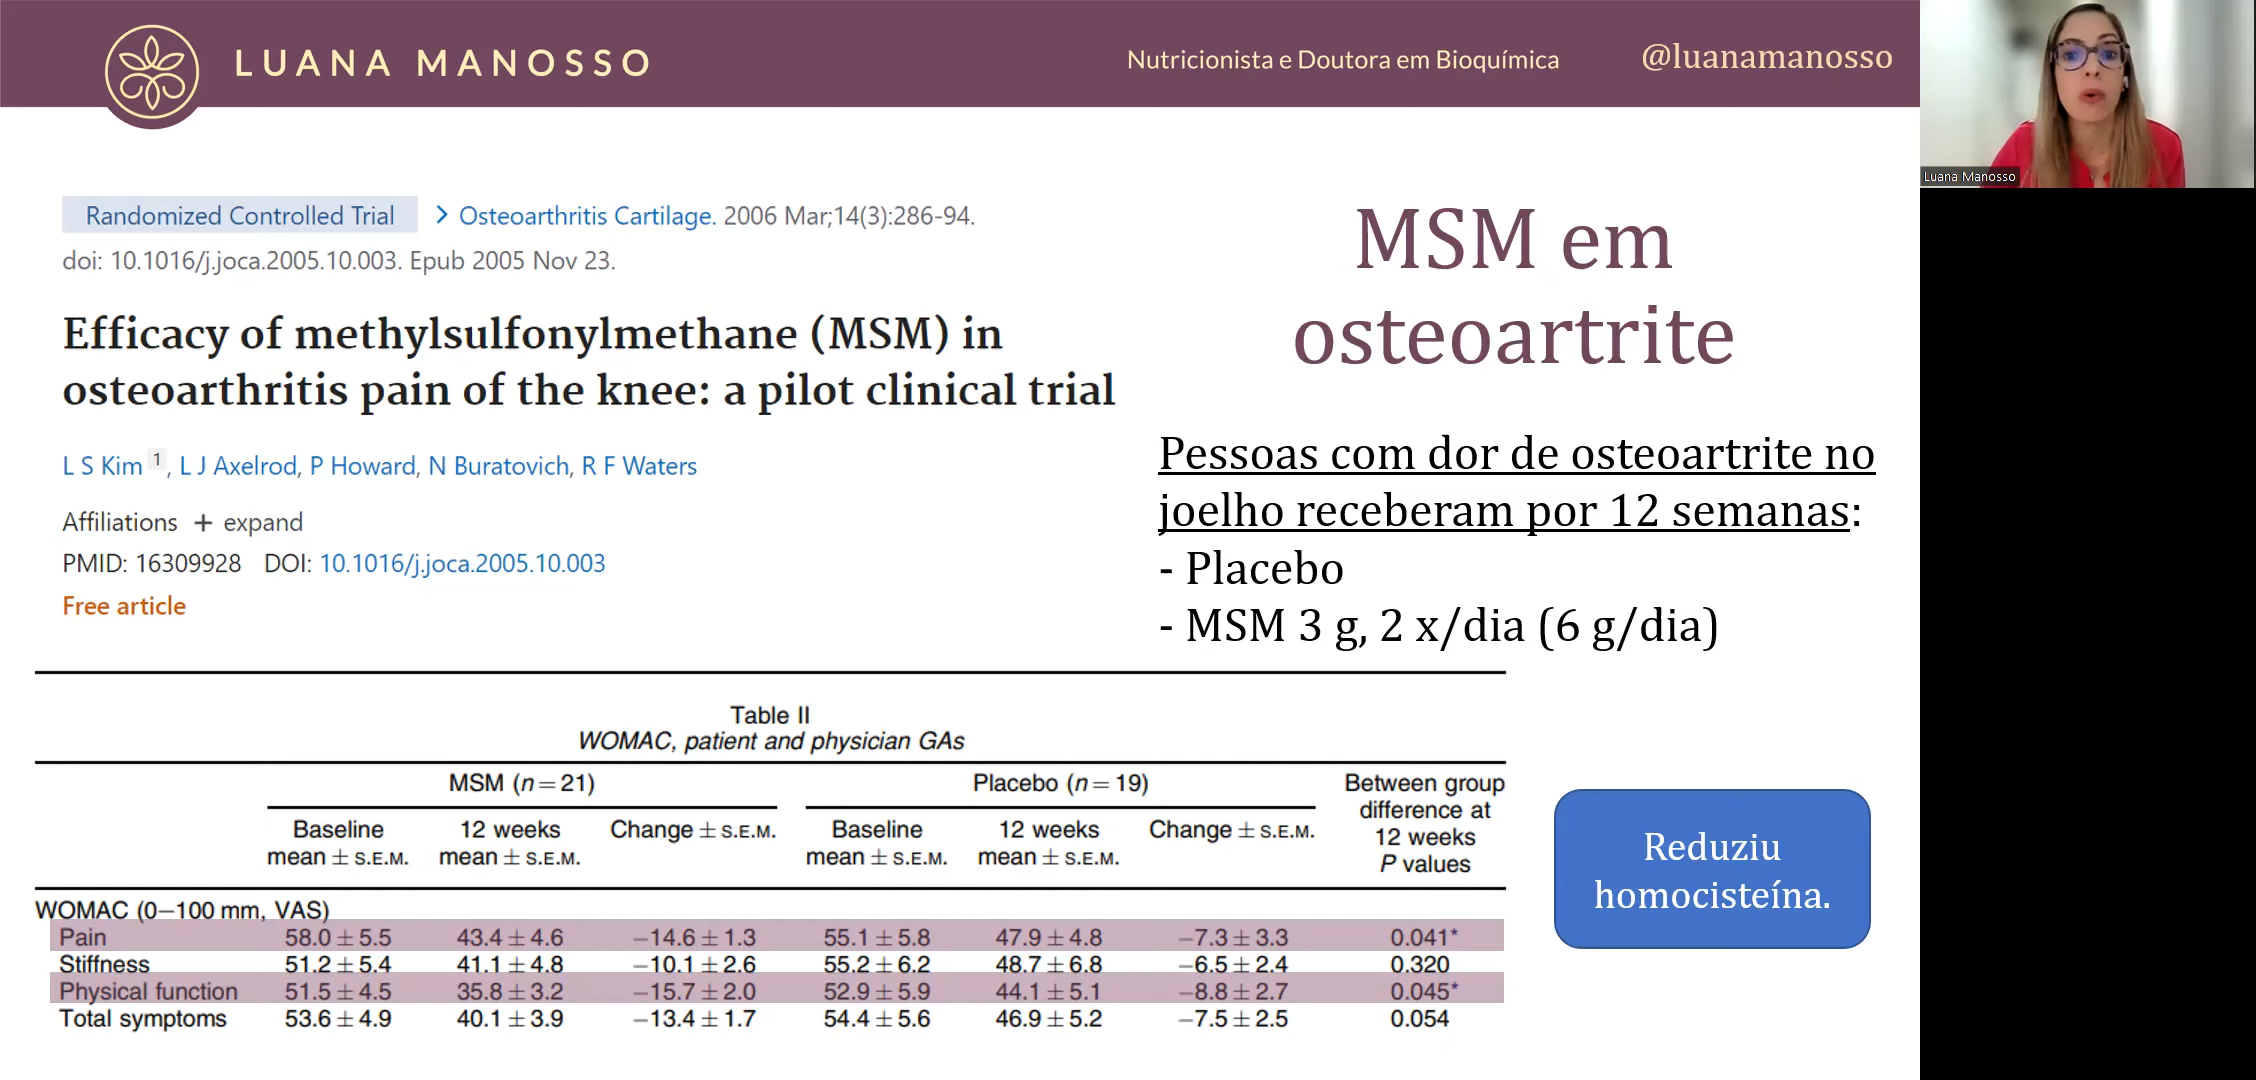 LUANA MANOSSO
Nutricionista e Doutora em Bioquímica
@luanamanosso
Luana Manosso
Randomized Controlled Trial > Osteoarthritis Cartilage. 2006 Mar;14(3):286-94.
doi: 10.1016/j.joca.2005.10.003. Epub 2005 Nov 23.
Efficacy of methylsulfonylmethane (MSM) in
osteoarthritis pain of the knee: a pilot clinical trial
L S Kim 1, L J Axelrod, P Howard, N Buratovich, R F Waters
Affiliations + expand
PMID: 16309928 DOI: 10.1016/j.joca.2005.10.003
Free article
MSM em
osteoartrite
Pessoas com dor de osteoartrite no
joelho receberam por 12 semanas:
- Placebo
- MSM 3 g, 2 x/dia (6 g/dia)
Table II
WOMAC, patient and physician GAs
MSM (n=21) Placebo (n=19) Between group
difference at
12 weeks
P values
Baseline 12 weeks Change ± S.E.M. Baseline 12 weeks Change ± S.E.M.
mean ± S.E.M. mean ± S.E.M. mean ± S.E.M. mean ± S.E.M.
WOMAC (0–100 mm, VAS)
Pain 58.0 ± 5.5 43.4 ± 4.6 −14.6 ± 1.3 55.1 ± 5.8 47.9 ± 4.8 −7.3 ± 3.3 0.041*
Stiffness 51.2 ± 5.4 41.1 ± 4.8 −10.1 ± 2.6 55.2 ± 6.2 48.7 ± 6.8 −6.5 ± 2.4 0.320
Physical function 51.5 ± 4.5 35.8 ± 3.2 −15.7 ± 2.0 52.9 ± 5.9 44.1 ± 5.1 −8.8 ± 2.7 0.045*
Total symptoms 53.6 ± 4.9 40.1 ± 3.9 −13.4 ± 1.7 54.4 ± 5.6 46.9 ± 5.2 −7.5 ± 2.5 0.054
Reduziu
homocisteína.